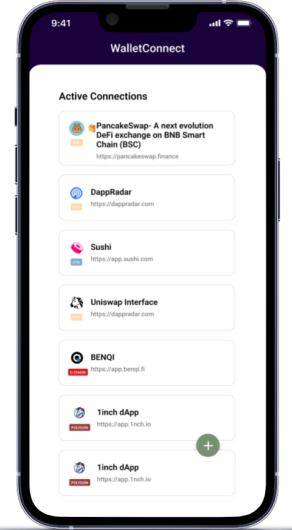 9:41
WalletConnect
Active Connections
PancakeSwap- A next evolution
DeFi exchange on BNB Smart
Chain (BSC)
https://pancakeswap.finance
DappRadar
https://dappradar.com
Sushi
https://app.sushi.com
Uniswap Interface
https://dappradar.com
BENQI
https://app.benqi.fi
C-CHAIN
1inch dApp
https://app.1nch.io
POLYGON
1inch dApp
https://app.1nch.io
POLYGON